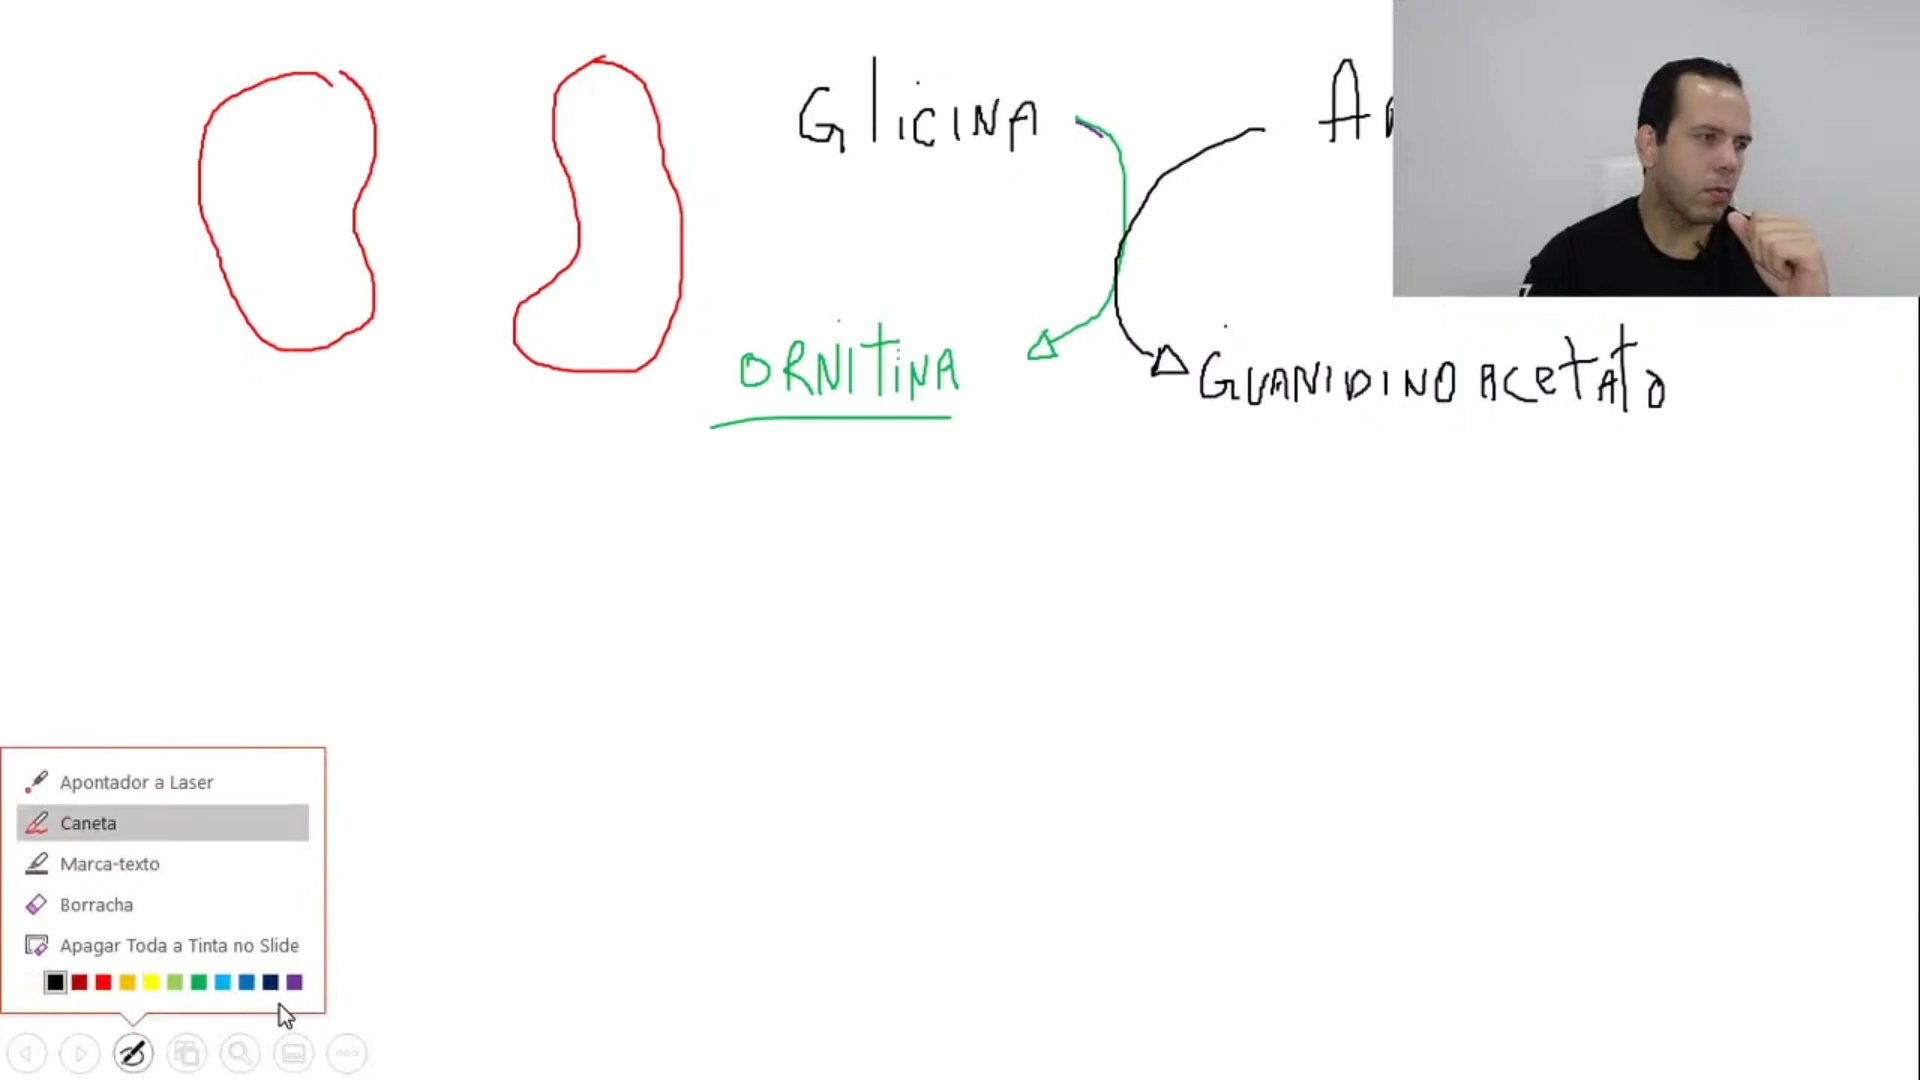 GlicINA
ORNItiNA
GUANIDINO Acetato
Apontador a Laser
Caneta
Marca-texto
Borracha
Apagar Toda a Tinta no Slide